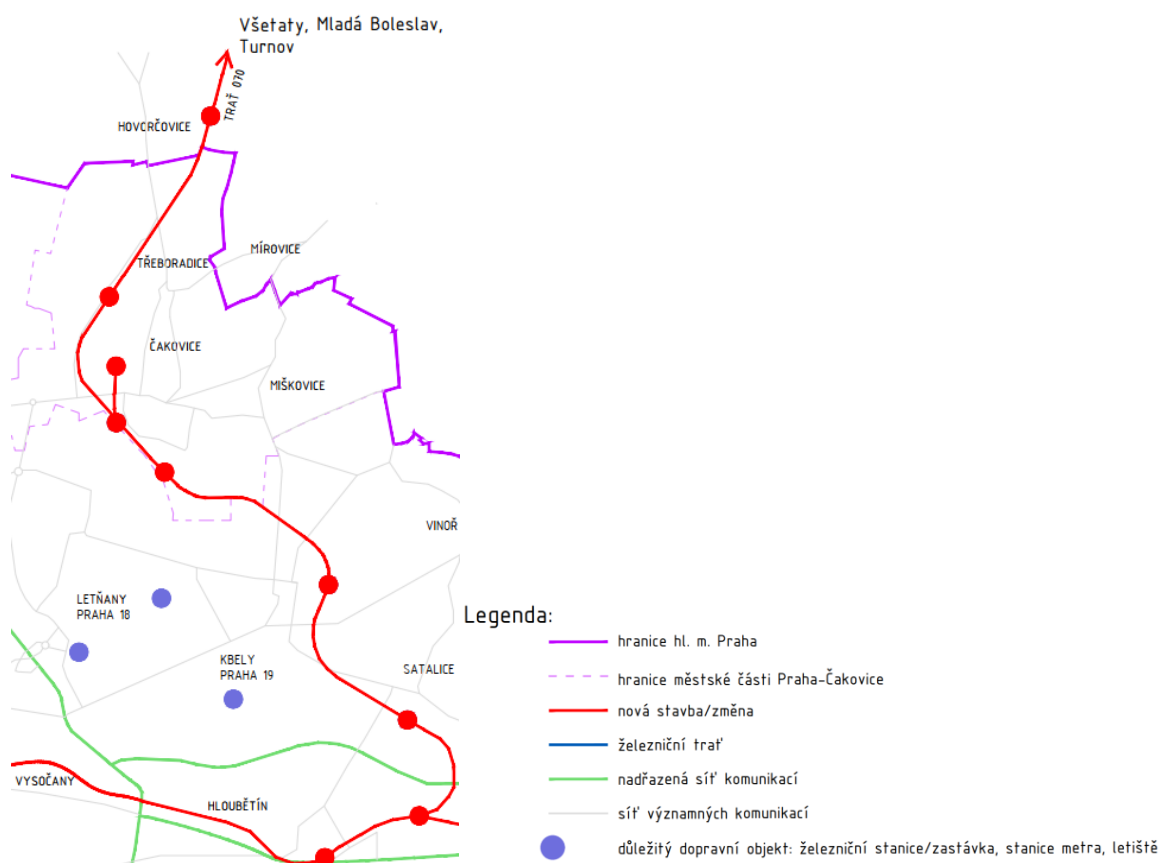 Všetaty, Mladá Boleslav,
Turnov
TRAŤ 070
HOVORČOVICE
MÍROVICE
TŘEBORADICE
ČAKOVICE
MIŠKOVICE
VINOŘ
LETŇANY
PRAHA 18
KBELY
PRAHA 19
SATALICE
VYSOČANY
HLOUBĚTÍN
Legenda:
hranice hl. m. Praha
hranice městské části Praha-Čakovice
nová stavba/změna
železniční trať
nadřazená síť komunikací
síť významných komunikací
důležitý dopravní objekt: železniční stanice/zastávka, stanice metra, letiště